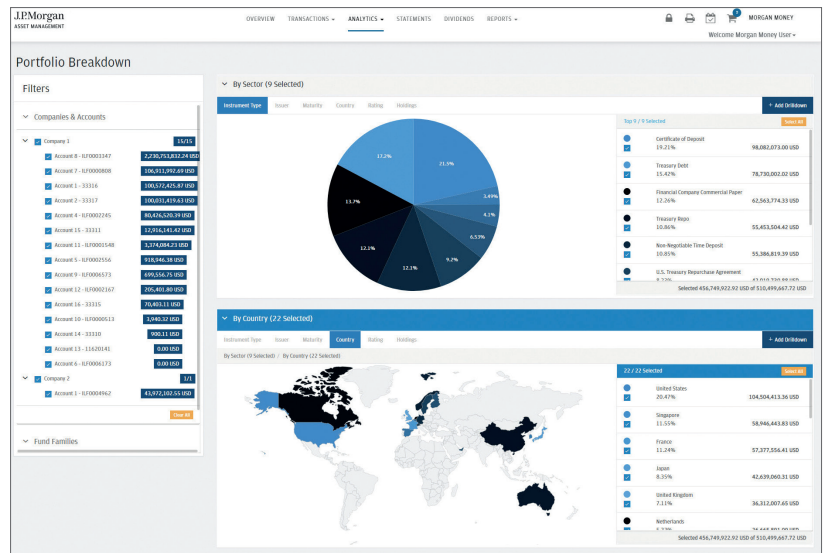 J.P.Morgan
ASSET MANAGEMENT
OVERVIEW TRANSACTIONS ANALYTICS STATEMENTS DIVIDENDS REPORTS
MORGAN MONEY
Welcome Morgan Money User
Portfolio Breakdown
Filters
Companies & Accounts
Company 1 15/15
Account 8 - ILF0003347 2,230,753,832.24 USD
Account 7 - ILF0000808 106,911,992.69 USD
Account 1 - 33316 100,572,425.87 USD
Account 2 - 33317 100,031,419.63 USD
Account 4 - ILF0002245 80,426,520.39 USD
Account 15 - 33311 12,916,141.42 USD
Account 11 - ILF0001548 3,374,084.23 USD
Account 5 - ILF0002556 918,946.38 USD
Account 9 - ILF0006573 699,556.75 USD
Account 12 - ILF0002167 205,401.80 USD
Account 16 - 33315 70,403.11 USD
Account 10 - ILF0000513 3,940.32 USD
Account 14 - 33310 900.11 USD
Account 13 - 11620141 0.00 USD
Account 6 - ILF0006173 0.00 USD
Company 2 1/1
Account 1 - ILF0004962 43,972,102.55 USD
Clear All
Fund Families
By Sector (9 Selected)
Instrument Type Issuer Maturity Country Rating Holdings + Add Drilldown
17.2%
21.5%
3.49%
4.1%
6.53%
9.2%
12.1%
12.1%
13.7%
Top 9 / 9 Selected Select All
Certificate of Deposit
19.21% 98,082,073.00 USD
Treasury Debt
15.42% 78,730,002.02 USD
Financial Company Commercial Paper
12.26% 62,563,774.33 USD
Treasury Repo
10.86% 55,453,504.42 USD
Non-Negotiable Time Deposit
10.85% 55,386,819.39 USD
U.S. Treasury Repurchase Agreement
Selected 456,749,922.92 USD of 510,499,667.72 USD
By Country (22 Selected)
Instrument Type Issuer Maturity Country Rating Holdings + Add Drilldown
By Sector (9 Selected) / By Country (22 Selected)
22 / 22 Selected Select All
United States
20.47% 104,504,413.36 USD
Singapore
11.55% 58,946,443.83 USD
France
11.24% 57,377,556.41 USD
Japan
8.35% 42,639,060.31 USD
United Kingdom
7.11% 36,312,007.65 USD
Netherlands
Selected 456,749,922.92 USD of 510,499,667.72 USD